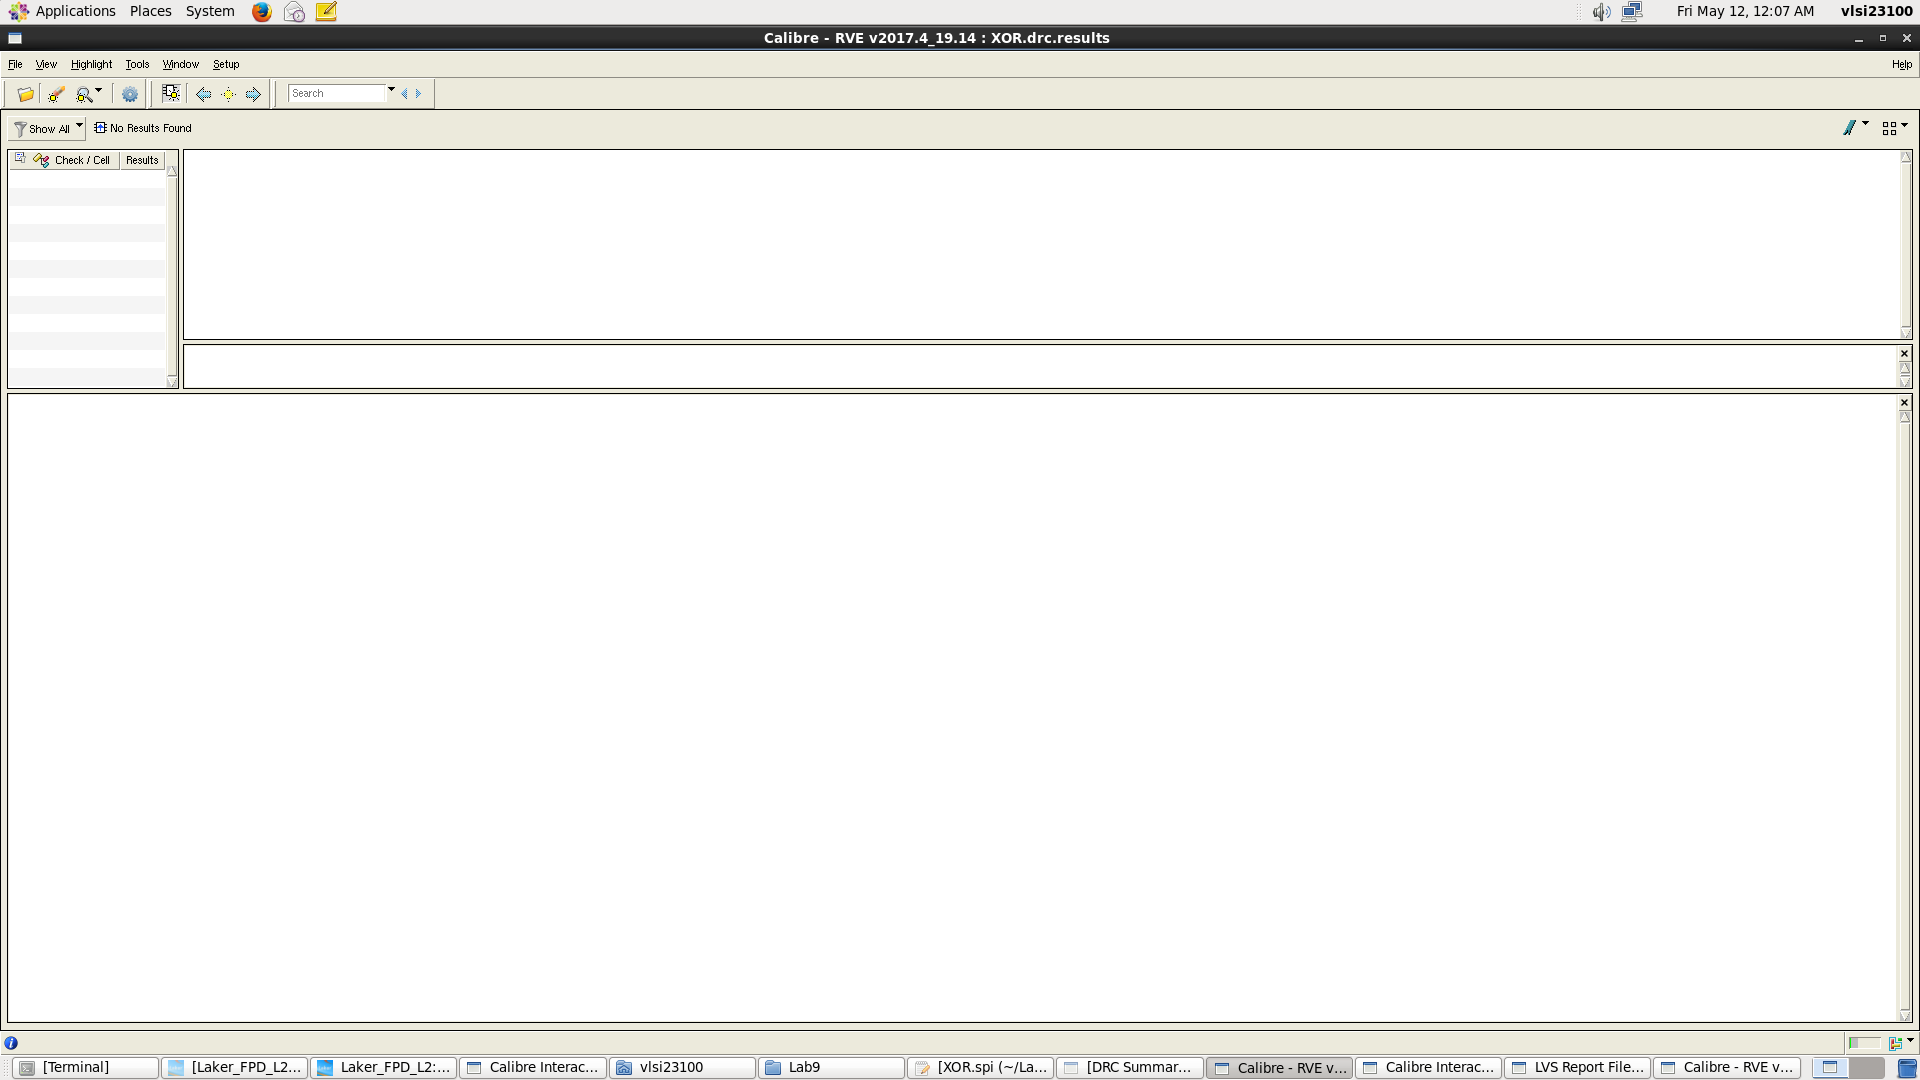 Applications Places System Fri May 12, 12:07 AM vlsi23100
Calibre - RVE v2017.4_19.14 : XOR.drc.results
File View Highlight Tools Window Setup Help
Search
Show All No Results Found
Check / Cell Results
[Terminal] [Laker_FPD_L2... Laker_FPD_L2:... Calibre Interac... vlsi23100 Lab9 [XOR.spi (~/La... [DRC Summar... Calibre - RVE v... Calibre Interac... LVS Report File... Calibre - RVE v...